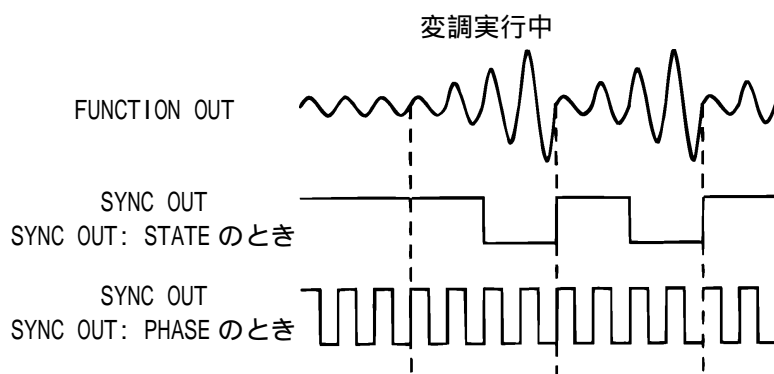 変調実行中
FUNCTION OUT
SYNC OUT
SYNC OUT: STATE のとき
SYNC OUT
SYNC OUT: PHASE のとき